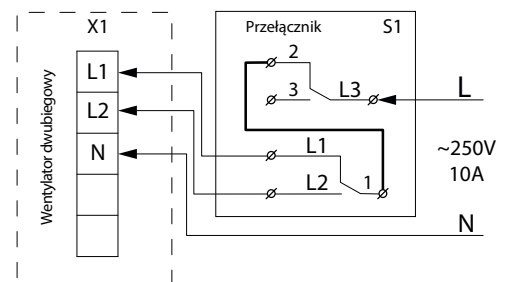 X1
Przełącznik S1
2
L1
3 L3 L
L2
Wentylator dwubiegowy
N L1 ~250V
L2 1 10A
N